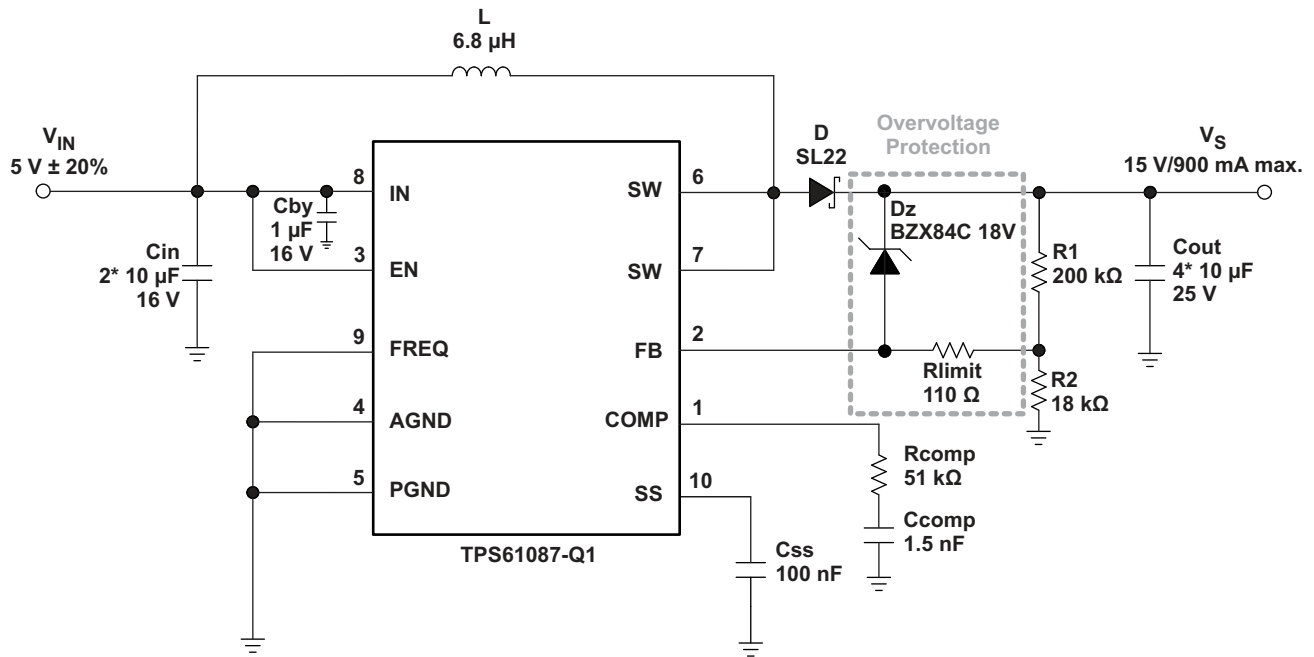 L
6.8 µH
V_IN
5 V ± 20%
Cin
2* 10 µF
16 V
Cby
1 µF
16 V
8
IN
3
EN
9
FREQ
4
AGND
5
PGND
SW
6
SW
7
FB
2
COMP
1
SS
10
TPS61087-Q1
D
SL22
Overvoltage
Protection
Dz
BZX84C 18V
Rlimit
110 Ω
R1
200 kΩ
R2
18 kΩ
V_S
15 V/900 mA max.
Cout
4* 10 µF
25 V
Rcomp
51 kΩ
Ccomp
1.5 nF
Css
100 nF